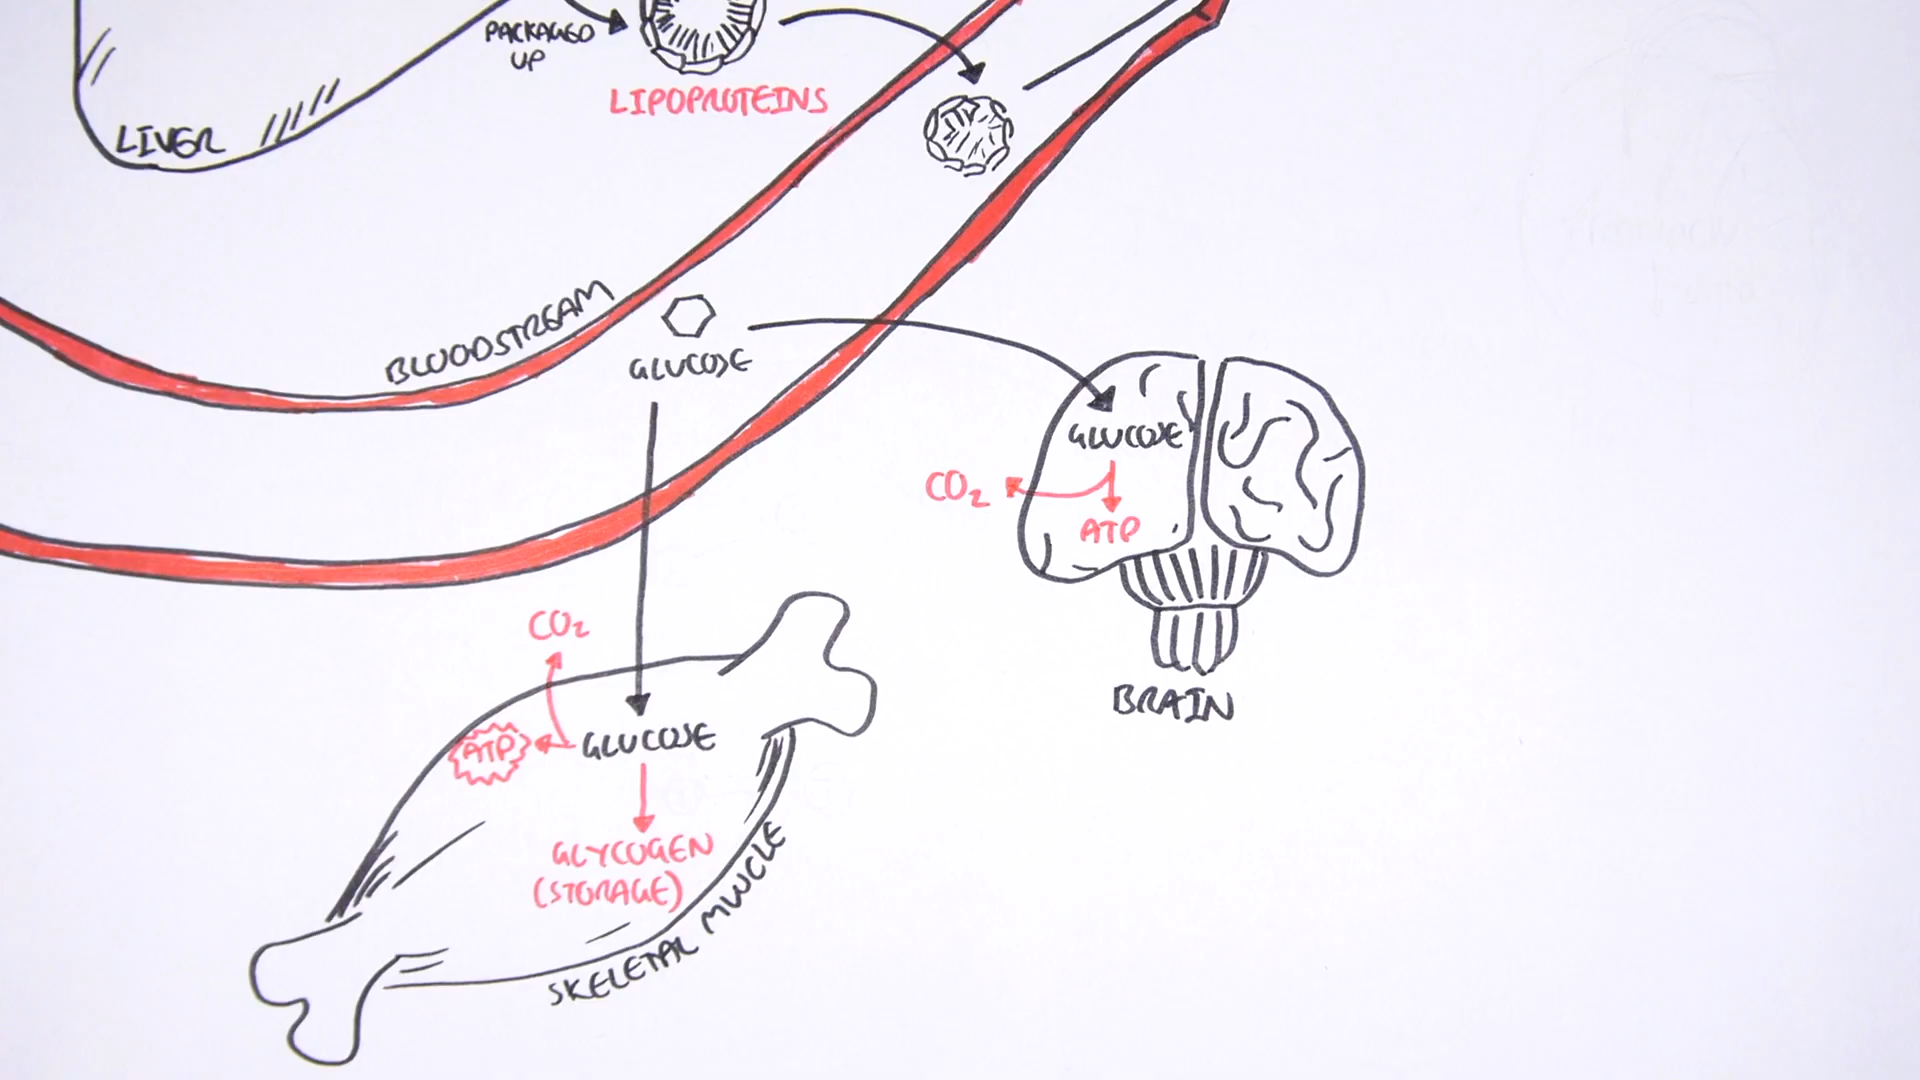 PACKAGED
UP
LIPOPROTEINS
LIVER
BLOODSTREAM
GLUCOSE
GLUCOSE
CO₂
ATP
BRAIN
CO₂
ATP
GLUCOSE
GLYCOGEN
(STORAGE)
SKELETAL MUSCLE